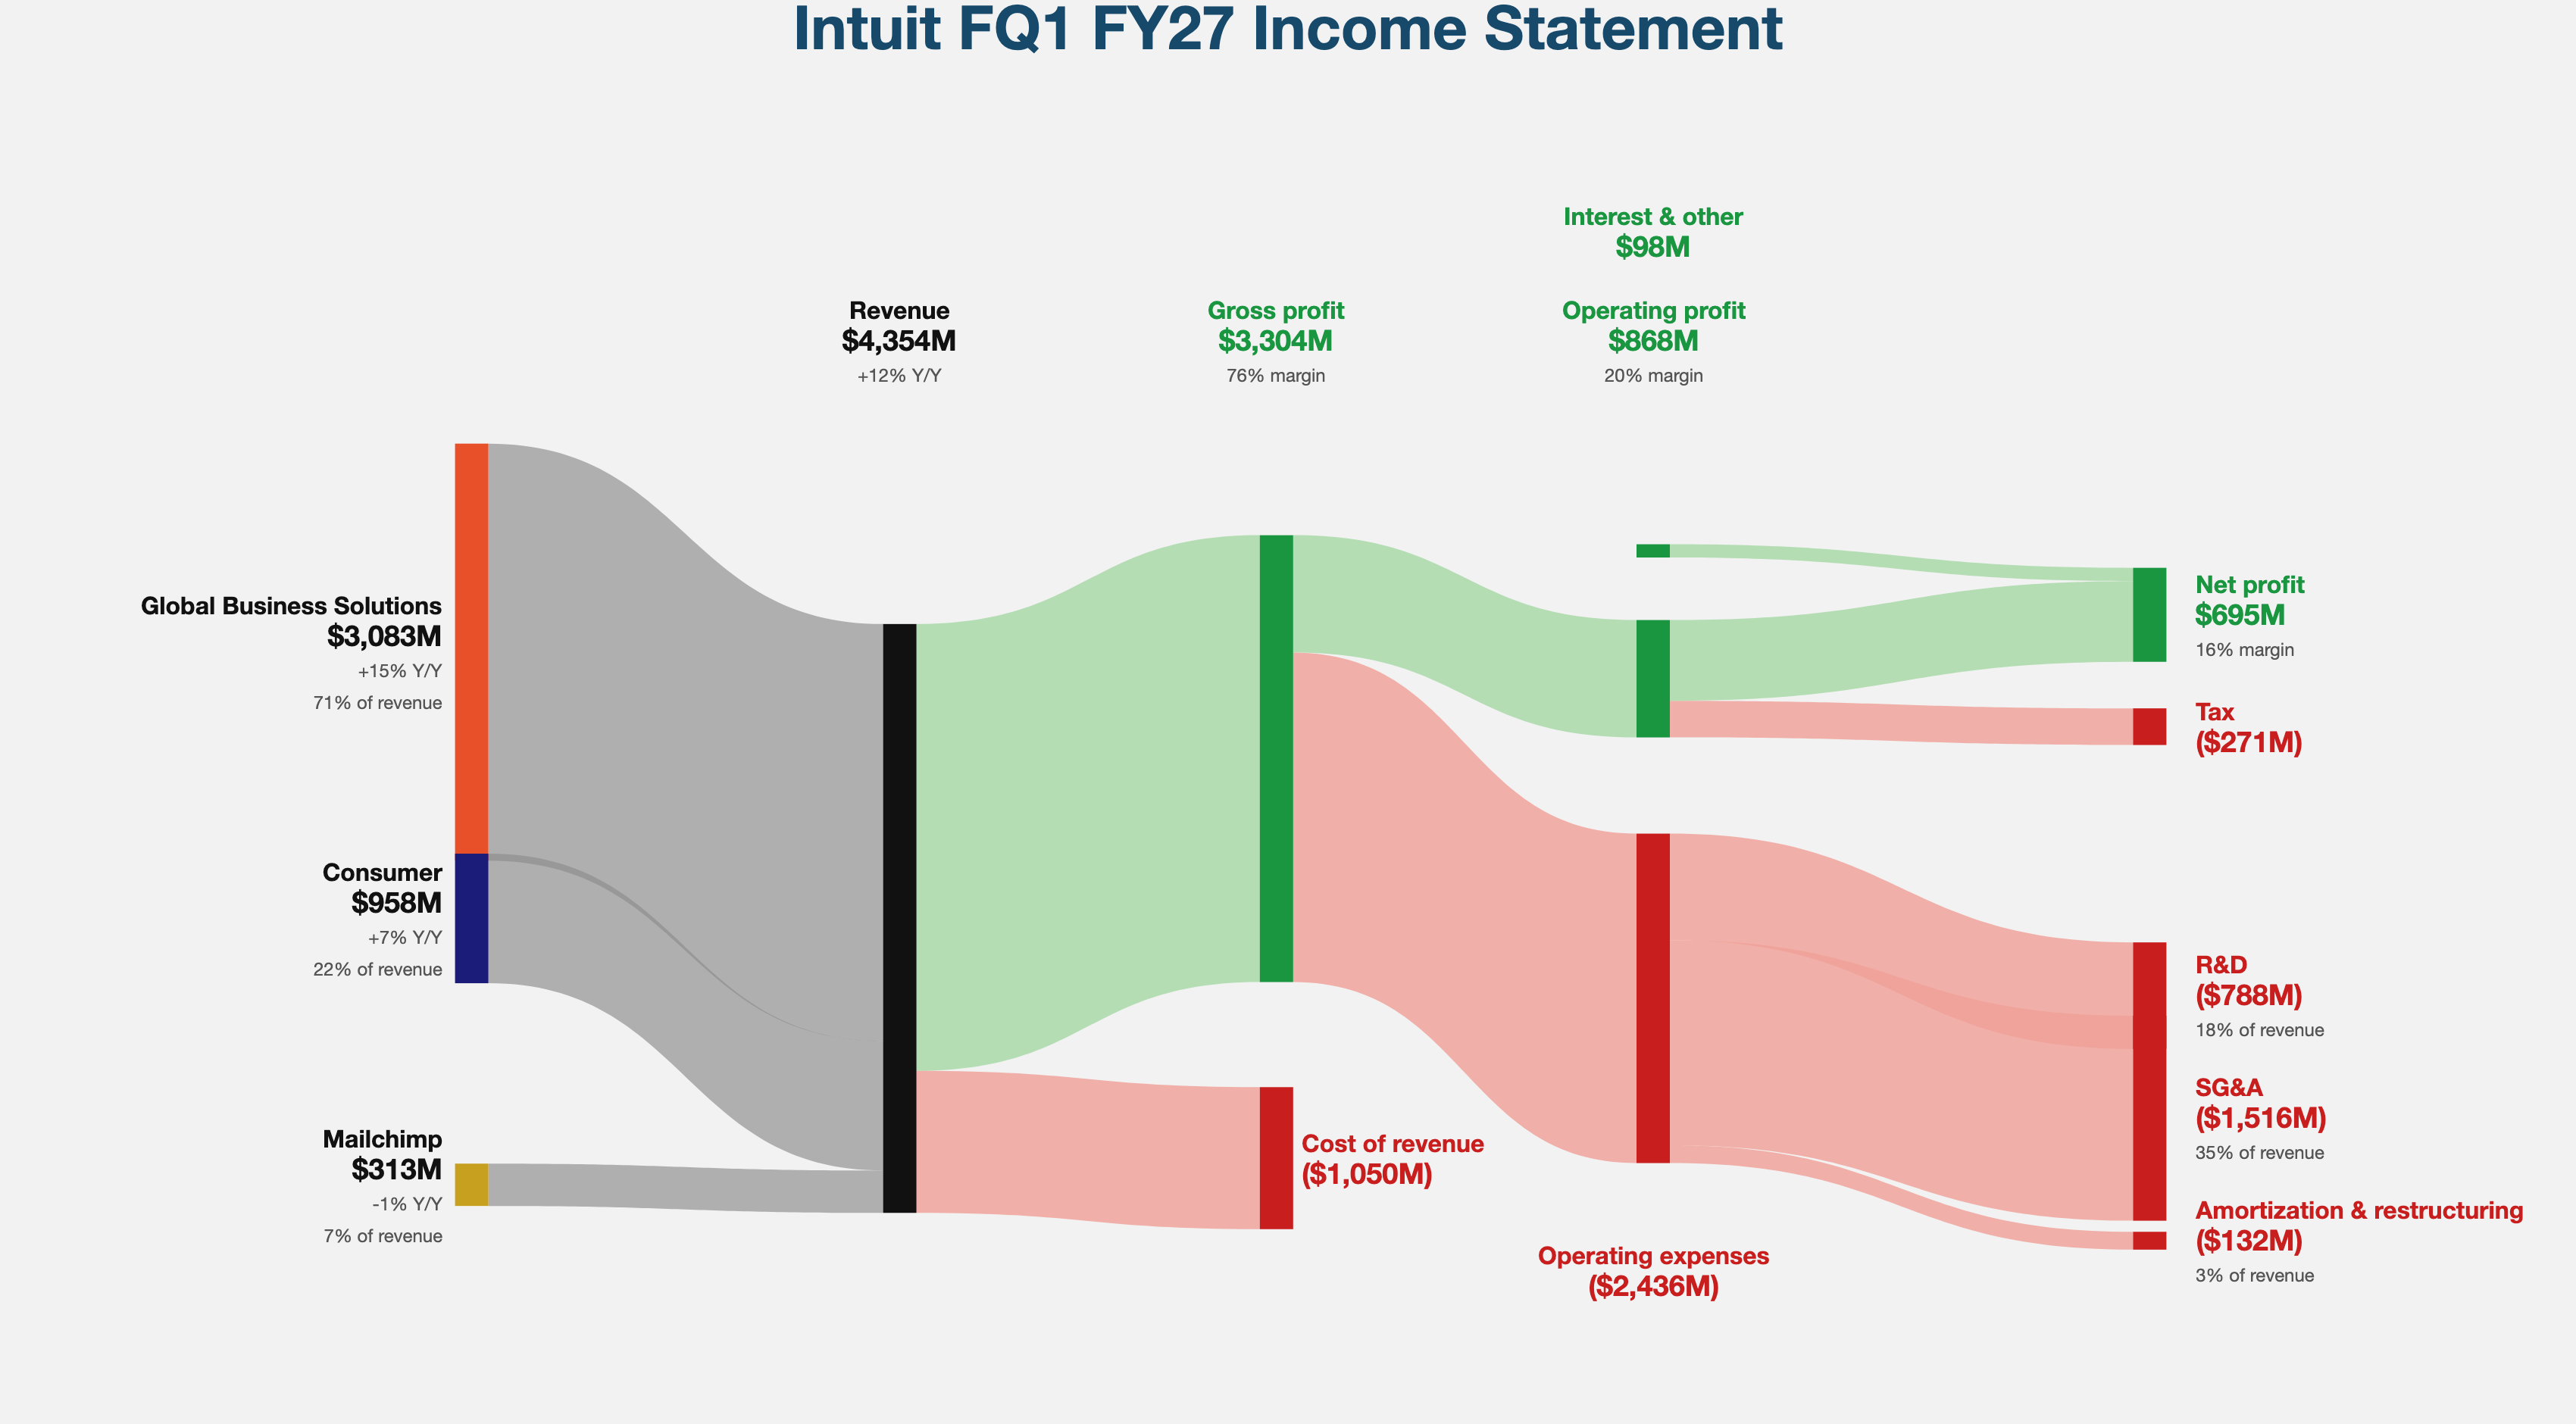 Intuit FQ1 FY27 Income Statement
Interest & other
$98M
Revenue
$4,354M
+12% Y/Y
Gross profit
$3,304M
76% margin
Operating profit
$868M
20% margin
Global Business Solutions
$3,083M
+15% Y/Y
71% of revenue
Net profit
$695M
16% margin
Tax
($271M)
Consumer
$958M
+7% Y/Y
22% of revenue
R&D
($788M)
18% of revenue
SG&A
($1,516M)
35% of revenue
Mailchimp
$313M
-1% Y/Y
7% of revenue
Cost of revenue
($1,050M)
Amortization & restructuring
($132M)
3% of revenue
Operating expenses
($2,436M)